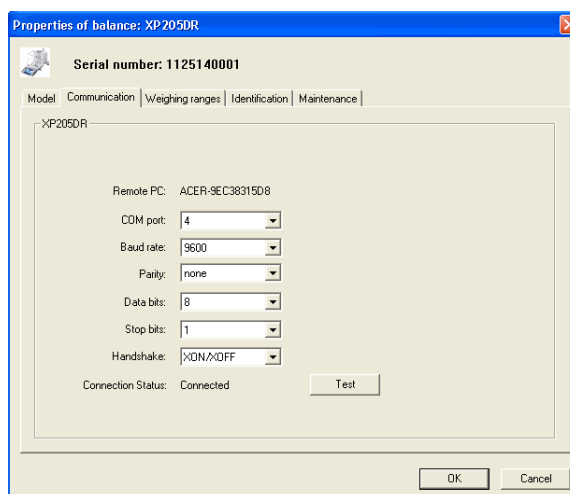 Properties of balance: XP205DR
Serial number: 1125140001
Model Communication Weighing ranges Identification Maintenance
XP205DR
Remote PC: ACER-9EC38315D8
COM port: 4
Baud rate: 9600
Parity: none
Data bits: 8
Stop bits: 1
Handshake: XON/XOFF
Connection Status: Connected Test
OK Cancel